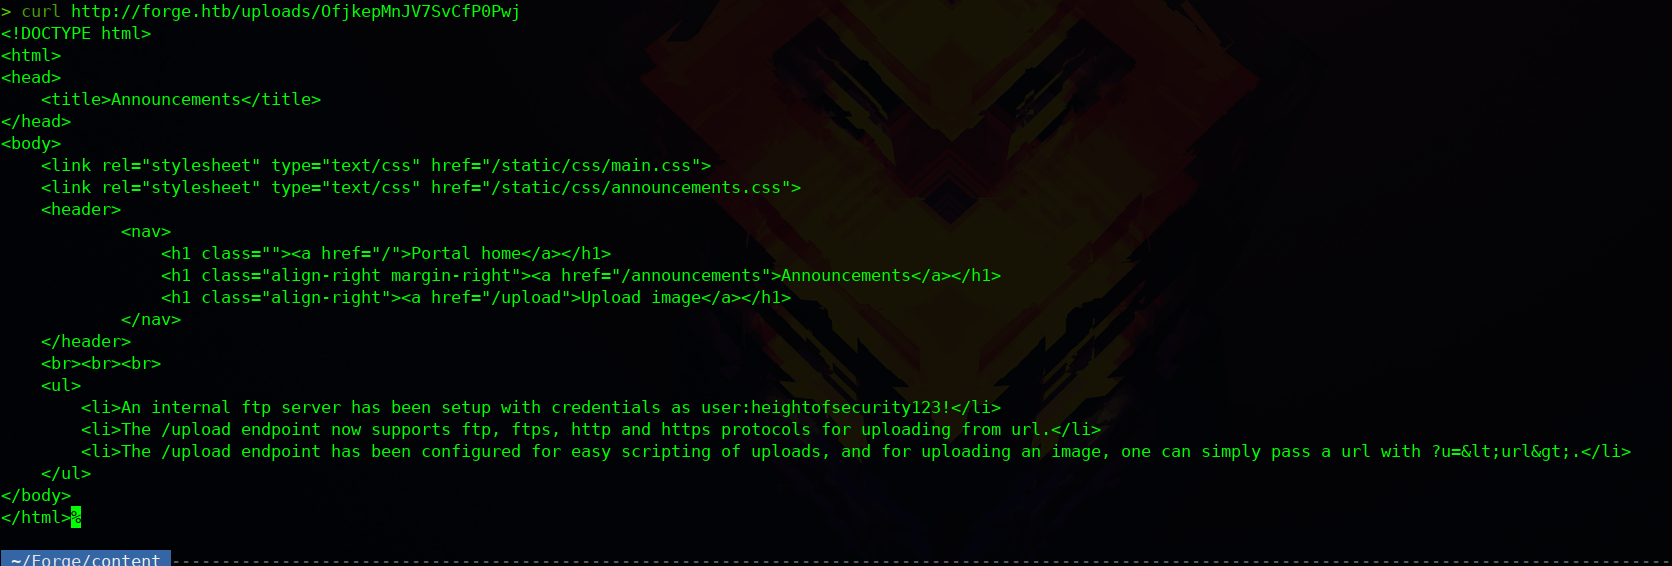 > curl http://forge.htb/uploads/OfjkepMnJV7SvCfP0Pwj
<!DOCTYPE html>
<html>
<head>
    <title>Announcements</title>
</head>
<body>
    <link rel="stylesheet" type="text/css" href="/static/css/main.css">
    <link rel="stylesheet" type="text/css" href="/static/css/announcements.css">
    <header>
            <nav>
                <h1 class=""><a href="/">Portal home</a></h1>
                <h1 class="align-right margin-right"><a href="/announcements">Announcements</a></h1>
                <h1 class="align-right"><a href="/upload">Upload image</a></h1>
            </nav>
    </header>
    <br><br><br>
    <ul>
        <li>An internal ftp server has been setup with credentials as user:heightofsecurity123!</li>
        <li>The /upload endpoint now supports ftp, ftps, http and https protocols for uploading from url.</li>
        <li>The /upload endpoint has been configured for easy scripting of uploads, and for uploading an image, one can simply pass a url with ?u=&lt;url&gt;.</li>
    </ul>
</body>
</html>%
~/Forge/content